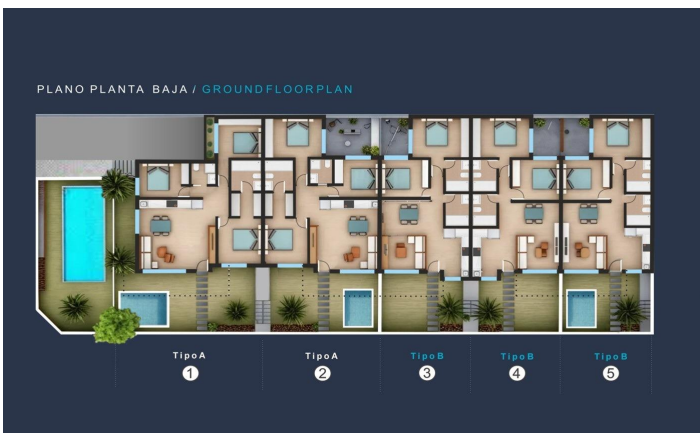 PLANO PLANTA BAJA / GROUNDFLOORPLAN
TipoA TipoA TipoB TipoB TipoB
1 2 3 4 5